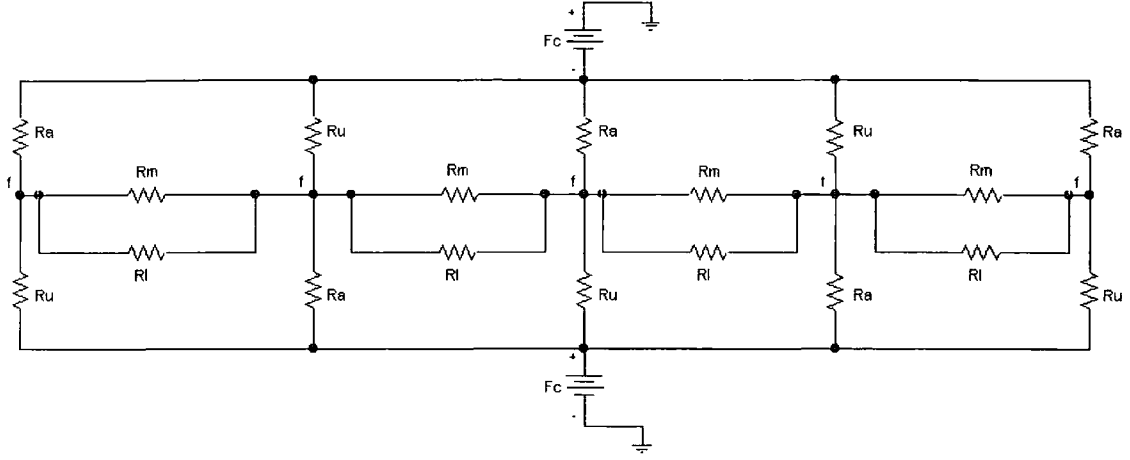 +
Fc
-
Ra Ru Ra Ru Ra
f Rm f Rm f Rm f Rm f
Rl Rl Rl Rl
Ru Ra Ru Ra Ru
+
Fc
-